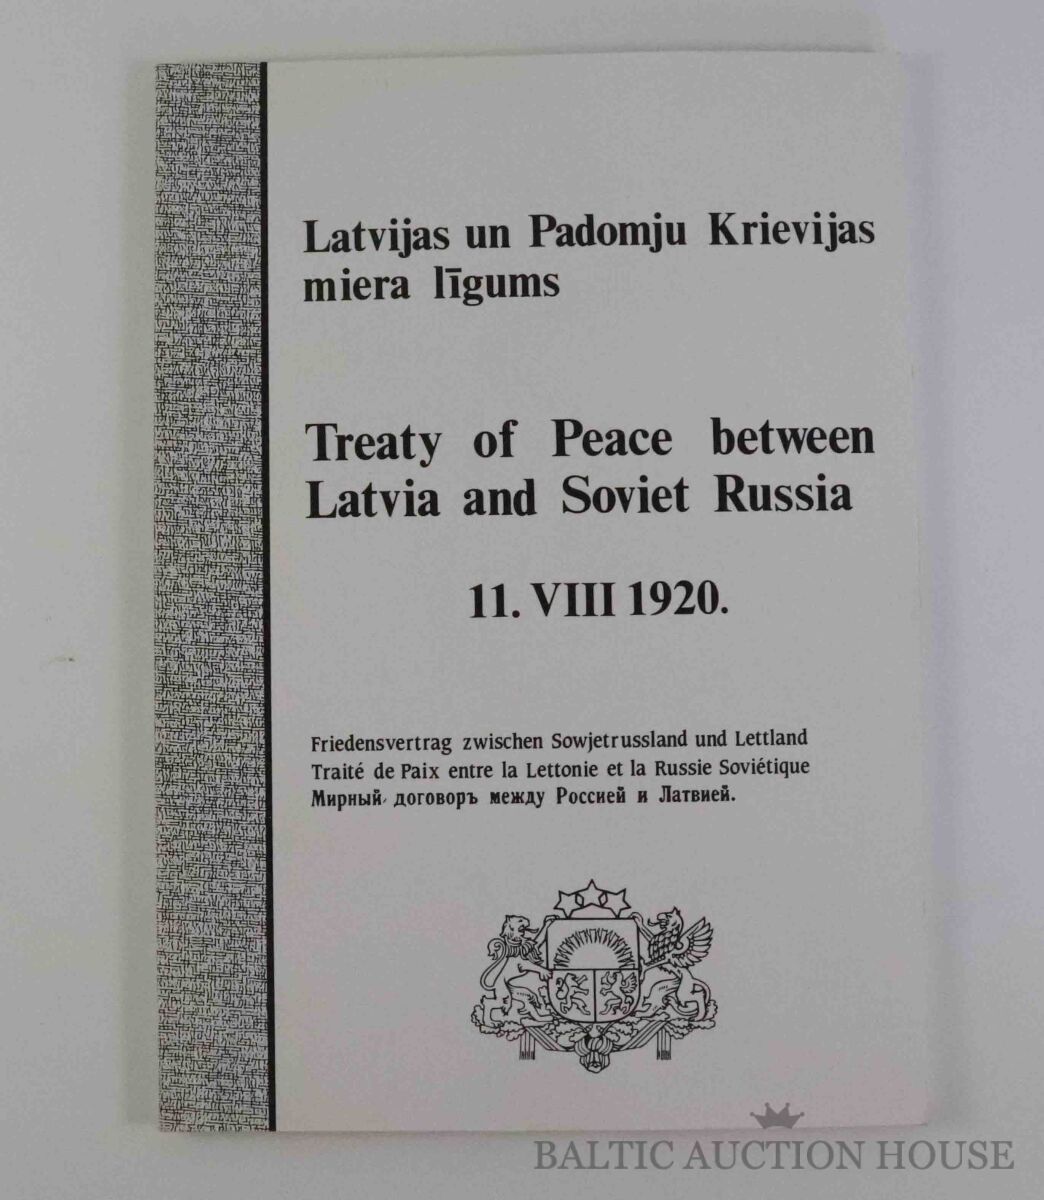 Latvijas un Padomju Krievijas
miera līgums
Treaty of Peace between
Latvia and Soviet Russia
11. VIII 1920.
Friedensvertrag zwischen Sowjetrussland und Lettland
Traité de Paix entre la Lettonie et la Russie Soviétique
Мирный договоръ между Россией и Латвией.
BALTIC AUCTION HOUSE